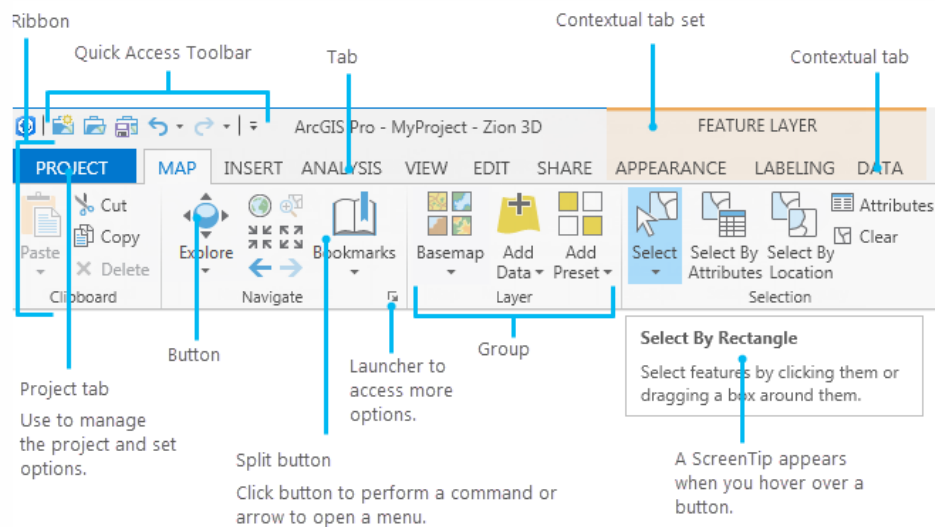 Ribbon
Contextual tab set
Quick Access Toolbar
Tab
Contextual tab
ArcGIS Pro - MyProject - Zion 3D
FEATURE LAYER
PROJECT MAP INSERT ANALYSIS VIEW EDIT SHARE APPEARANCE LABELING DATA
Paste
Cut
Copy
Delete
Clipboard
Explore
Bookmarks
Navigate
Basemap
Add
Data
Add
Preset
Layer
Select
Select By
Attributes
Select By
Location
Attributes
Clear
Selection
Select By Rectangle
Select features by clicking them or
dragging a box around them.
Button
Launcher to
access more
options.
Group
Project tab
Use to manage
the project and set
options.
Split button
Click button to perform a command or
arrow to open a menu.
A ScreenTip appears
when you hover over a
button.